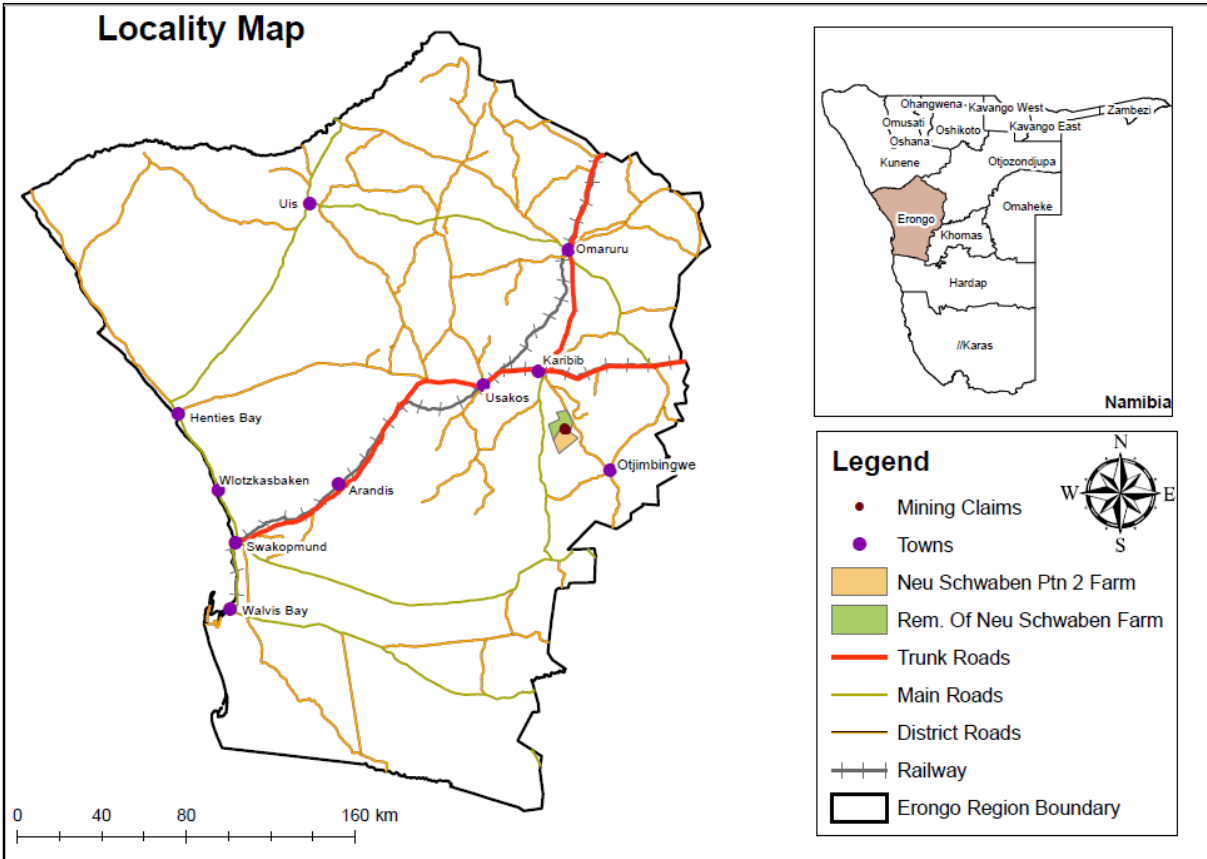 Locality Map
Uis
Omaruru
Karibib
Usakos
Henties Bay
Otjimbingwe
Wlotzkasbaken
Arandis
Swakopmund
Walvis Bay
0 80 160 km
Ohangwena
Kavango West
Zambezi
Omusati
Oshikoto
Kavango East
Oshana
Kunene
Otjozondjupa
Omaheke
Erongo
Khomas
Hardap
//Karas
Namibia
Legend
N
W E
S
Mining Claims
Towns
Neu Schwaben Ptn 2 Farm
Rem. Of Neu Schwaben Farm
Trunk Roads
Main Roads
District Roads
Railway
Erongo Region Boundary